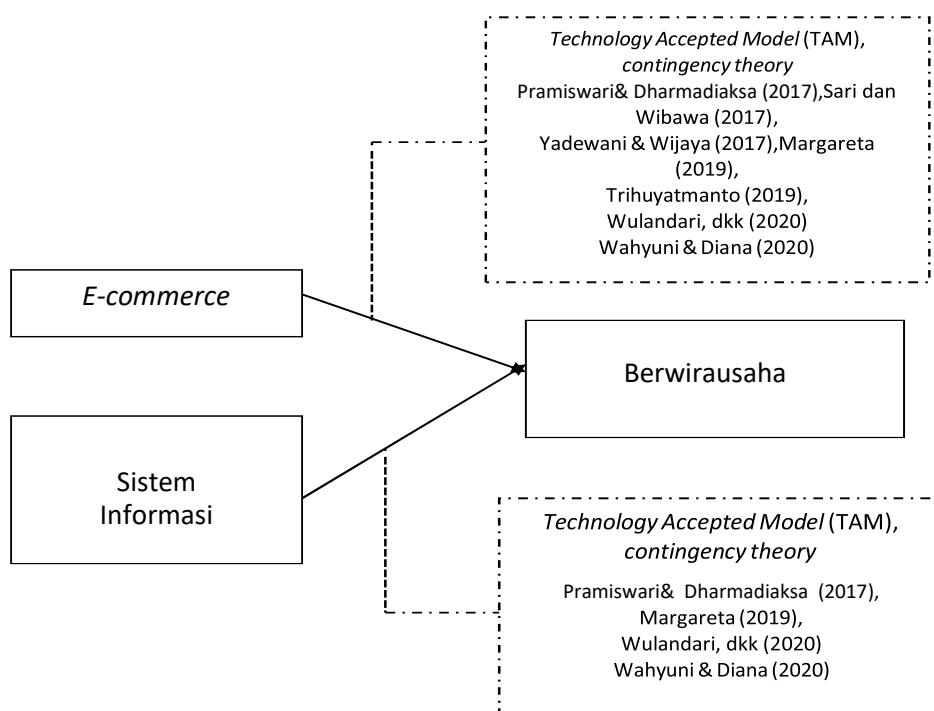 Technology Accepted Model (TAM),
contingency theory
Pramiswari& Dharmadiaksa (2017),Sari dan
Wibawa (2017),
Yadewani & Wijaya (2017),Margareta
(2019),
Trihuyatmanto (2019),
Wulandari, dkk (2020)
Wahyuni & Diana (2020)
E-commerce
Berwirausaha
Sistem
Informasi
Technology Accepted Model (TAM),
contingency theory
Pramiswari& Dharmadiaksa (2017),
Margareta (2019),
Wulandari, dkk (2020)
Wahyuni & Diana (2020)